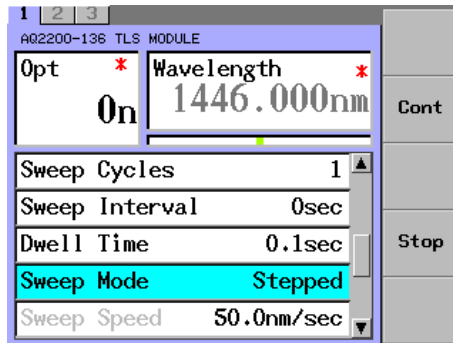 1 2 3
AQ2200-136 TLS MODULE
Opt * Wavelength *
On 1446.000nm
Cont
Sweep Cycles 1
Sweep Interval 0sec
Dwell Time 0.1sec
Stop
Sweep Mode Stepped
Sweep Speed 50.0nm/sec